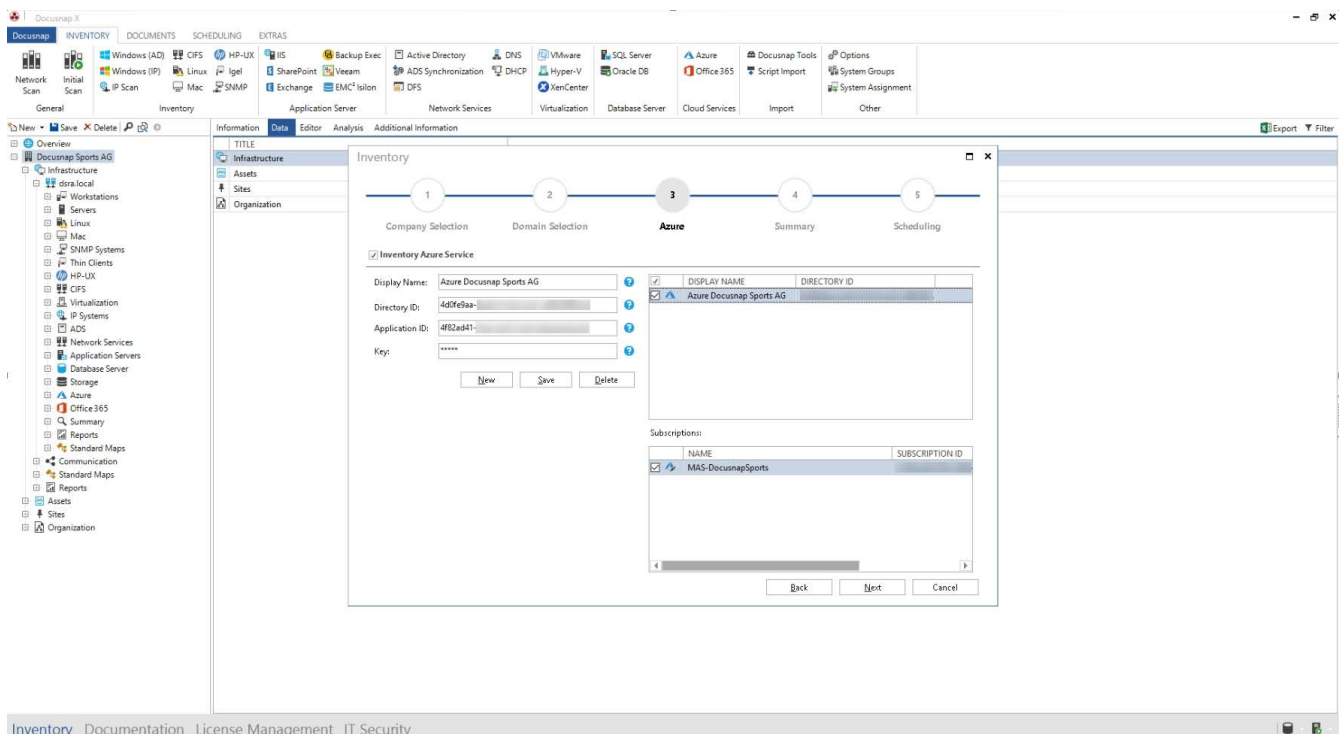 Docusnap X
Docusnap INVENTORY DOCUMENTS SCHEDULING EXTRAS
Windows (AD) CIFS HP-UX IIS Backup Exec Active Directory DNS VMware SQL Server Azure Docusnap Tools Options
Windows (IP) Linux Igel SharePoint Veeam ADS Synchronization DHCP Hyper-V Oracle DB Office 365 Script Import System Groups
IP Scan Mac SNMP Exchange EMC² Isilon DFS XenCenter System Assignment
Network Scan
Initial Scan
General Inventory Application Server Network Services Virtualization Database Server Cloud Services Import Other
New Save Delete
Information Data Editor Analysis Additional Information Export Filter
Overview
Docusnap Sports AG
Infrastructure
dsra.local
Workstations
Servers
Linux
Mac
SNMP Systems
Thin Clients
HP-UX
CIFS
Virtualization
IP Systems
ADS
Network Services
Application Servers
Database Server
Storage
Azure
Office365
Summary
Reports
Standard Maps
Communication
Standard Maps
Reports
Assets
Sites
Organization
TITLE
Infrastructure
Assets
Sites
Organization
Inventory
1 2 3 4 5
Company Selection Domain Selection Azure Summary Scheduling
Inventory Azure Service
Display Name: Azure Docusnap Sports AG
Directory ID: 4d0fe9aa-
Application ID: 4f82ad41-
Key: *****
New Save Delete
DISPLAY NAME DIRECTORY ID
Azure Docusnap Sports AG
Subscriptions:
NAME SUBSCRIPTION ID
MAS-DocusnapSports
Back Next Cancel
Inventory Documentation License Management IT Security